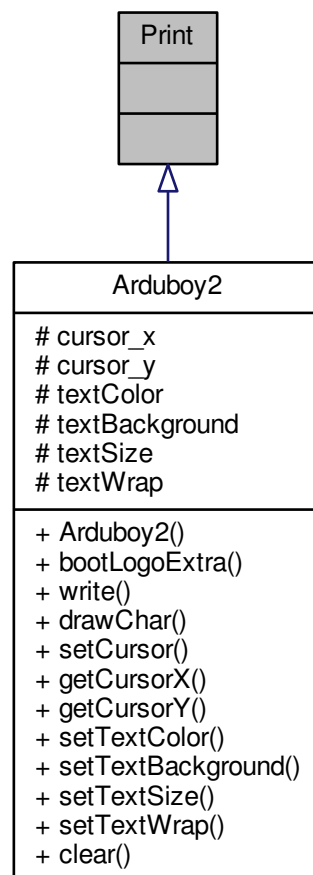 Print
Arduboy2
# cursor_x
# cursor_y
# textColor
# textBackground
# textSize
# textWrap
+ Arduboy2()
+ bootLogoExtra()
+ write()
+ drawChar()
+ setCursor()
+ getCursorX()
+ getCursorY()
+ setTextColor()
+ setTextBackground()
+ setTextSize()
+ setTextWrap()
+ clear()